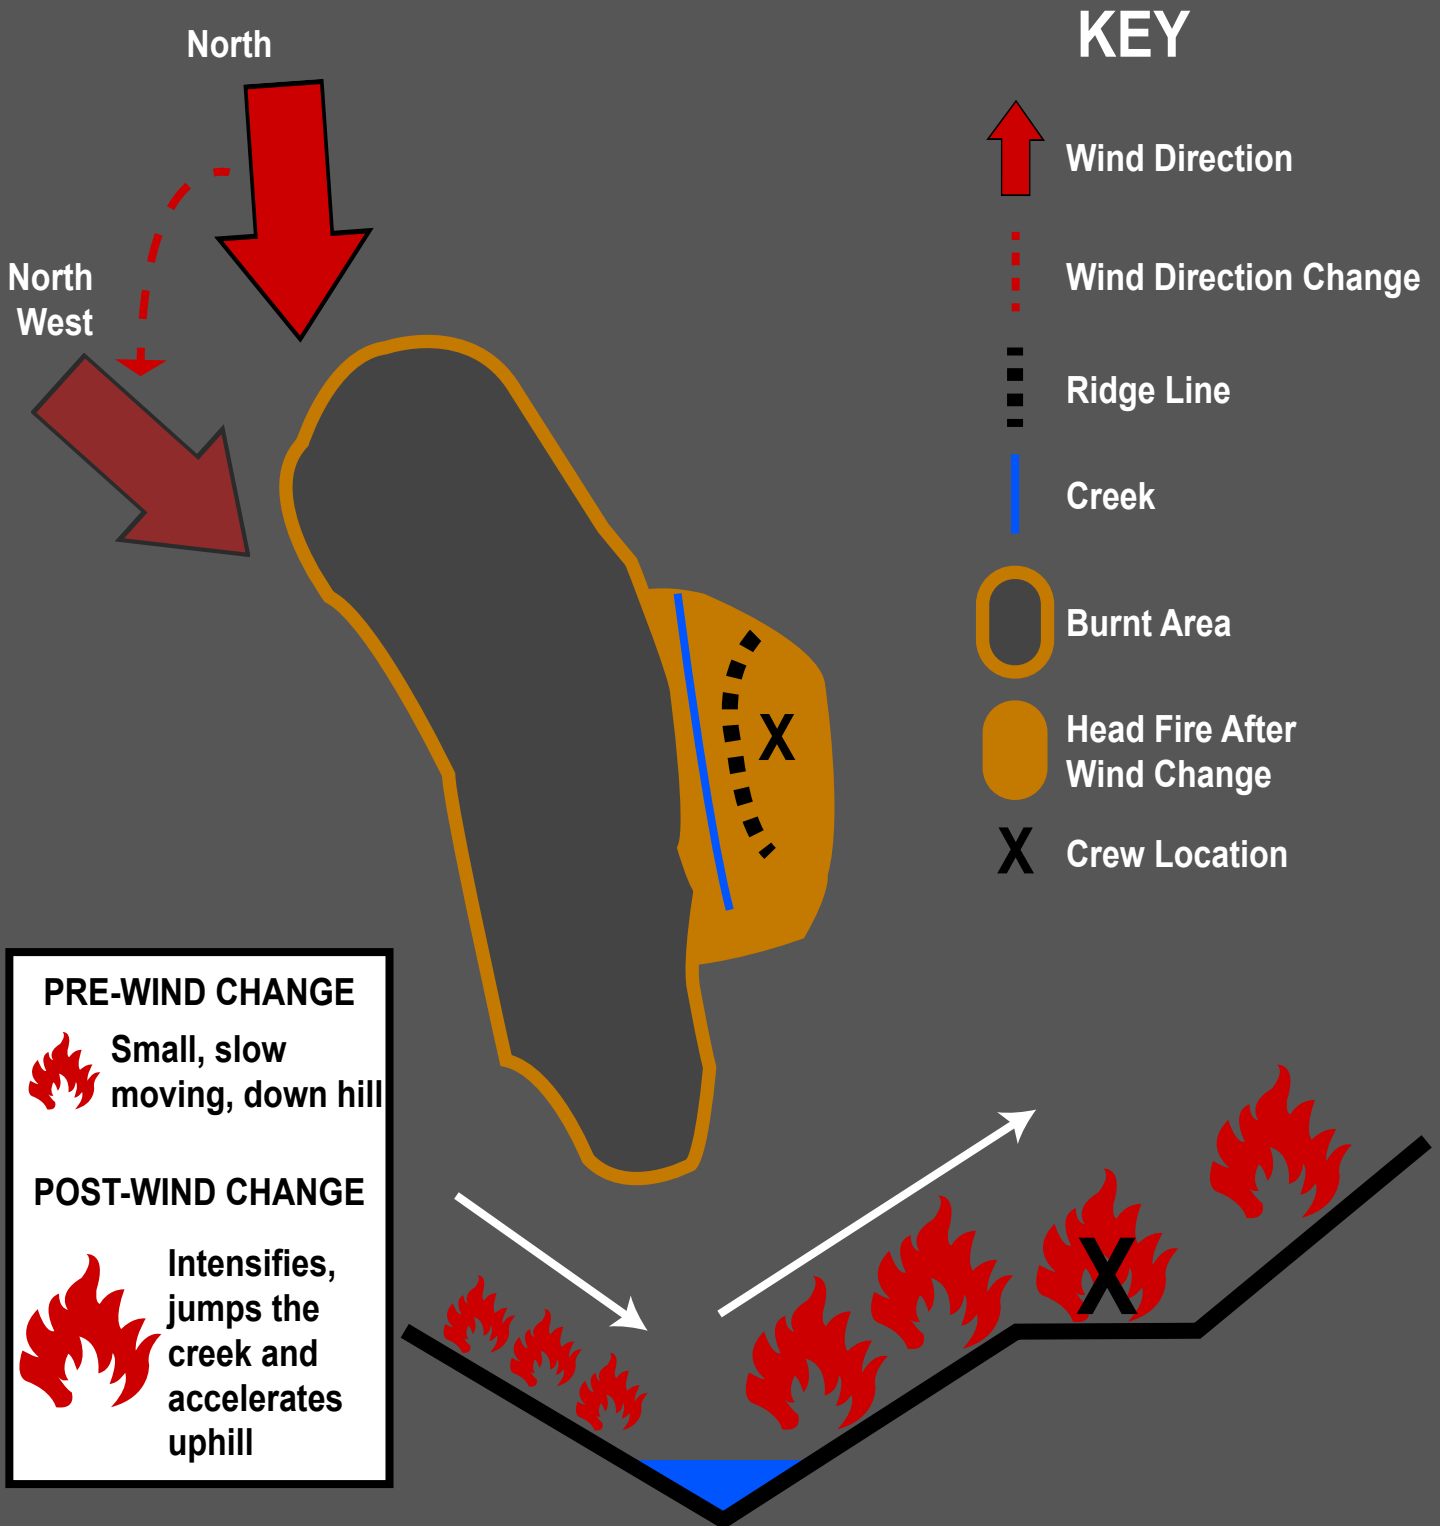 North
North
West
KEY
Wind Direction
Wind Direction Change
Ridge Line
Creek
Burnt Area
Head Fire After
Wind Change
X Crew Location
X
PRE-WIND CHANGE
Small, slow
moving, down hill
POST-WIND CHANGE
Intensifies,
jumps the
creek and
accelerates
uphill
X